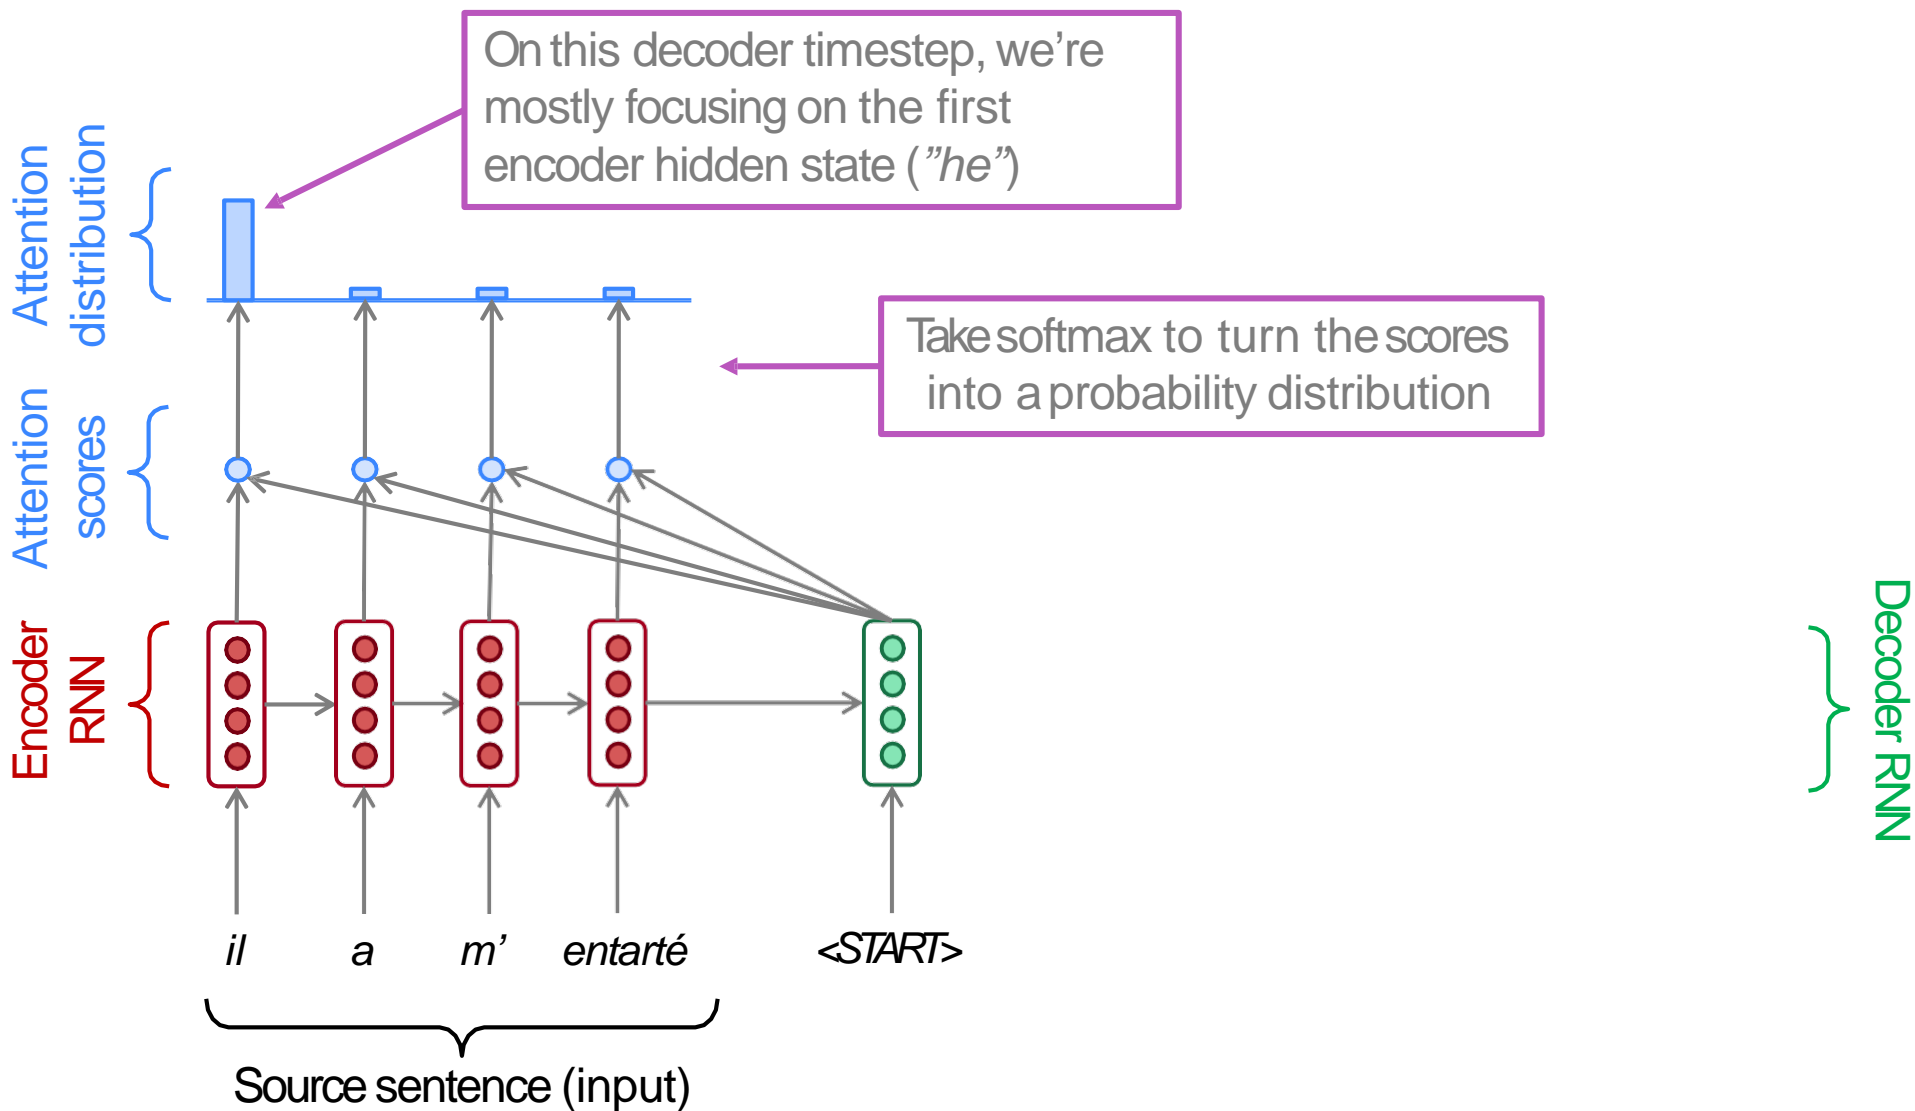 On this decoder timestep, we're
mostly focusing on the first
encoder hidden state (”he”)
Attention
distribution
Take softmax to turn the scores
into a probability distribution
Attention
scores
Encoder
RNN
Decoder RNN
il a m’ entarté <START>
Source sentence (input)